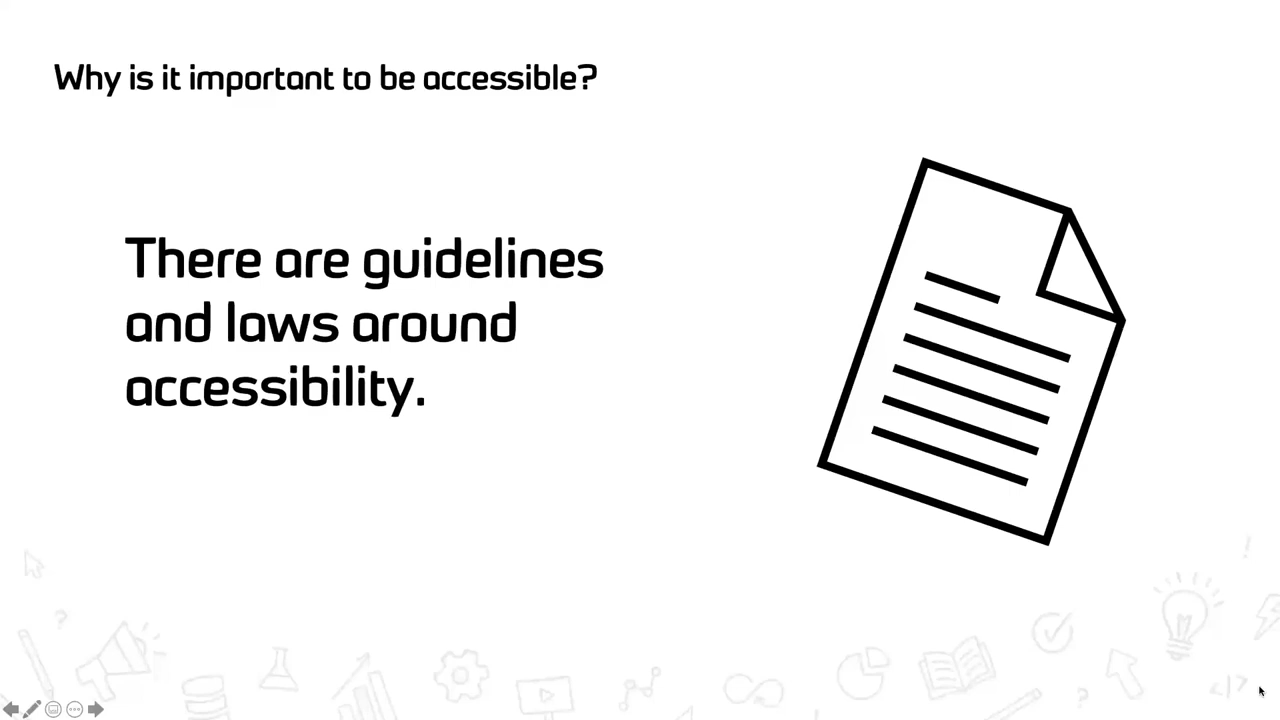 Why is it important to be accessible?
There are guidelines
and laws around
accessibility.